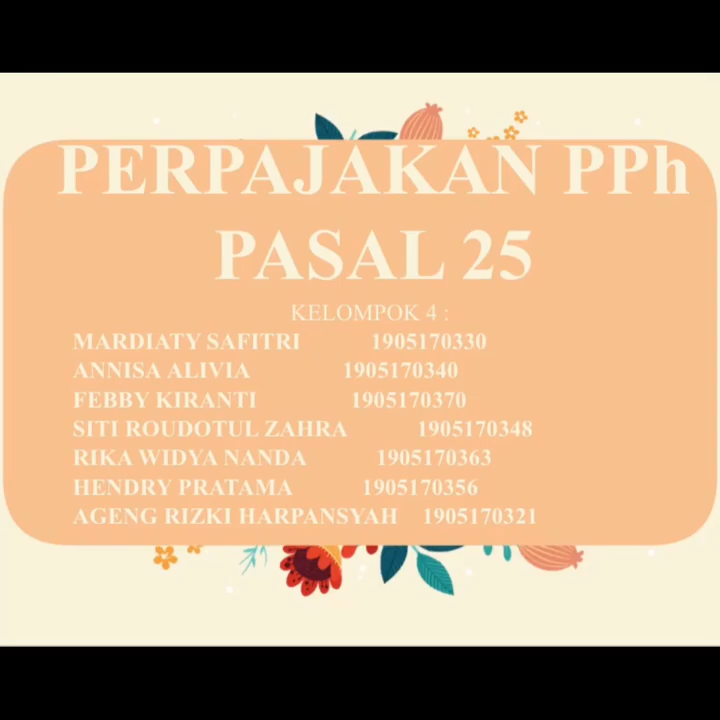 PERPAJAKAN PPh
PASAL 25
KELOMPOK 4 :
MARDIATY SAFITRI 1905170330
ANNISA ALIVIA 1905170340
FEBBY KIRANTI 1905170370
SITI ROUDOTUL ZAHRA 1905170348
RIKA WIDYA NANDA 1905170363
HENDRY PRATAMA 1905170356
AGENG RIZKI HARPANSYAH 1905170321